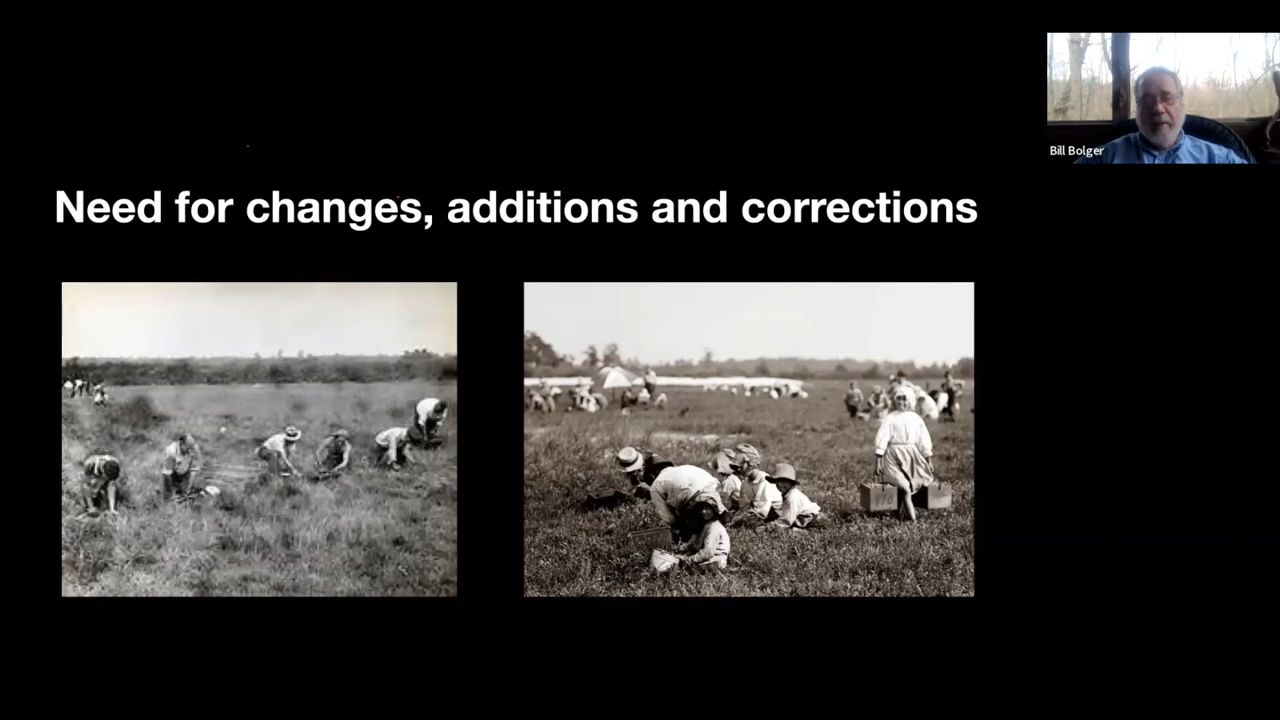 Need for changes, additions and corrections
Bill Bolger